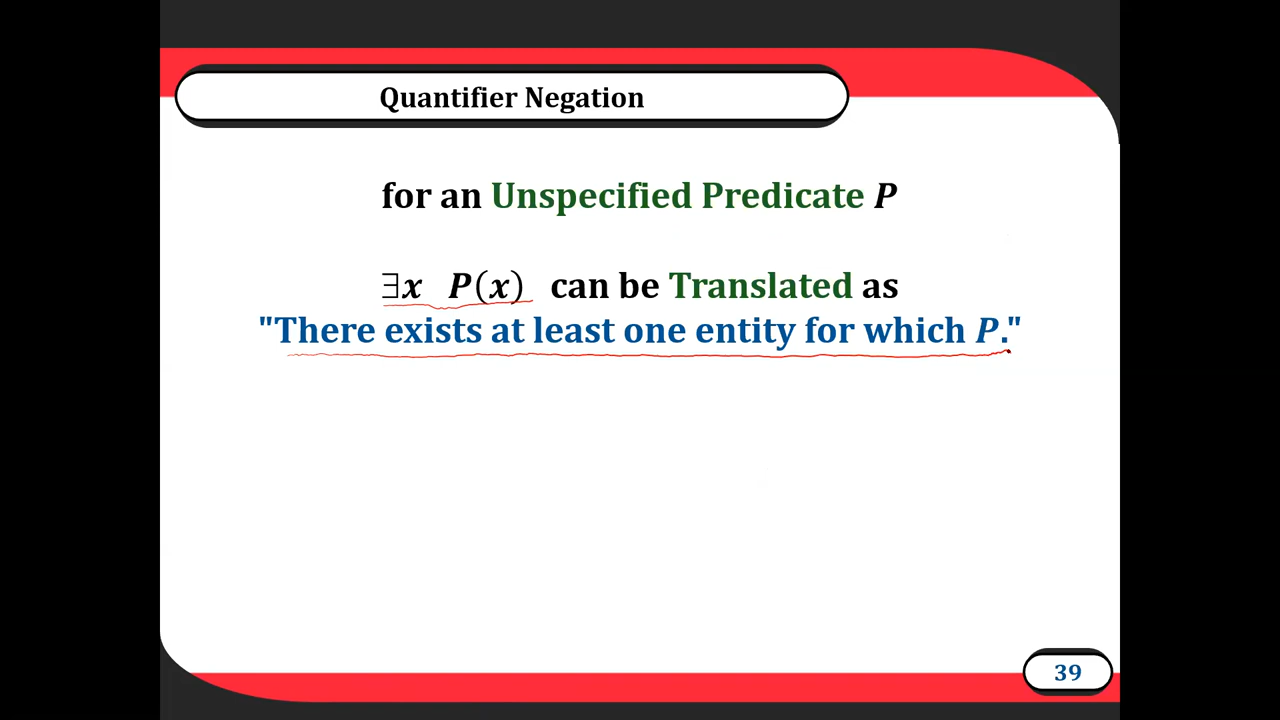 Quantifier Negation
for an Unspecified Predicate P
∃x P(x) can be Translated as
"There exists at least one entity for which P."
39